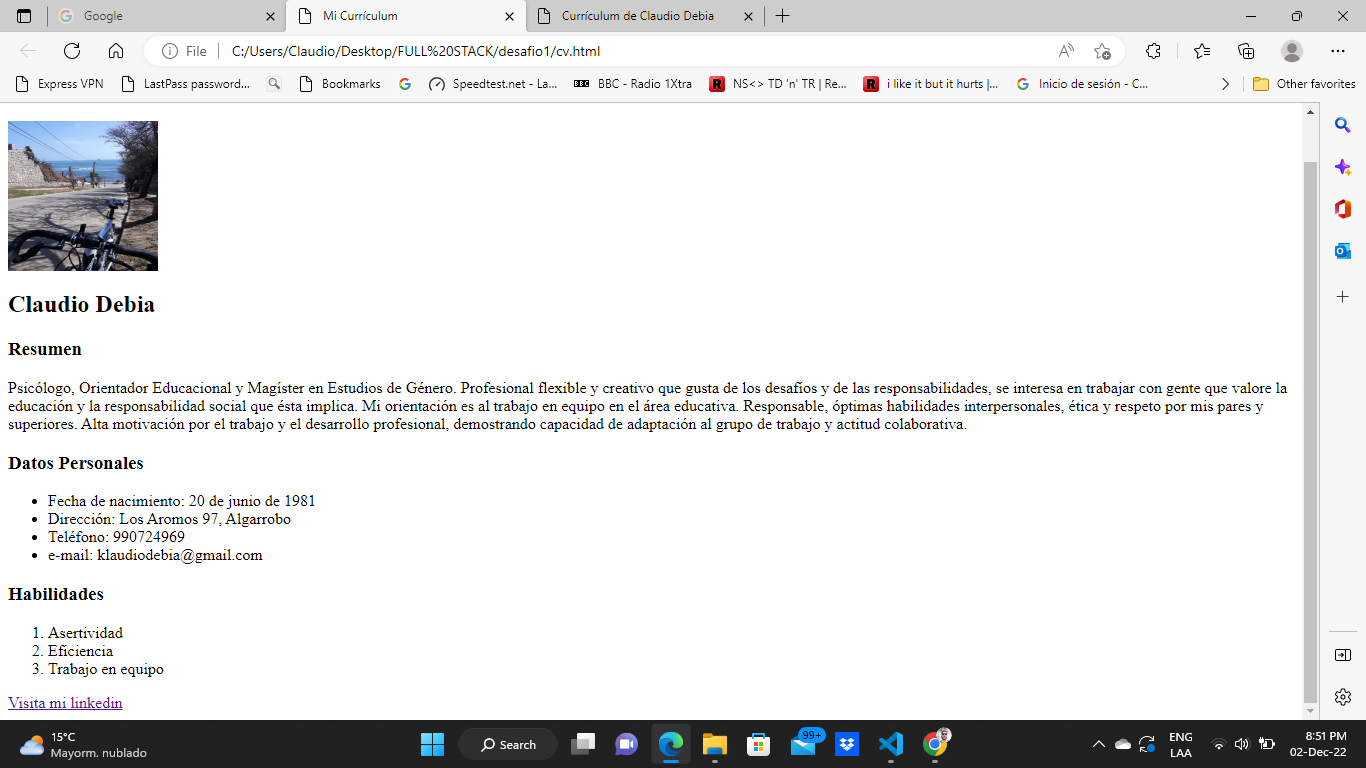 Google
Mi Currículum
Currículum de Claudio Debia
File
C:/Users/Claudio/Desktop/FULL%20STACK/desafio1/cv.html
Express VPN
LastPass password...
Bookmarks
Speedtest.net - La...
BBC - Radio 1Xtra
NS<> TD 'n' TR | Re...
i like it but it hurts |...
Inicio de sesión - C...
Other favorites
Claudio Debia
Resumen
Psicólogo, Orientador Educacional y Magíster en Estudios de Género. Profesional flexible y creativo que gusta de los desafíos y de las responsabilidades, se interesa en trabajar con gente que valore la
educación y la responsabilidad social que ésta implica. Mi orientación es al trabajo en equipo en el área educativa. Responsable, óptimas habilidades interpersonales, ética y respeto por mis pares y
superiores. Alta motivación por el trabajo y el desarrollo profesional, demostrando capacidad de adaptación al grupo de trabajo y actitud colaborativa.
Datos Personales
• Fecha de nacimiento: 20 de junio de 1981
• Dirección: Los Aromos 97, Algarrobo
• Teléfono: 990724969
• e-mail: klaudiodebia@gmail.com
Habilidades
1. Asertividad
2. Eficiencia
3. Trabajo en equipo
Visita mi linkedin
15°C
Mayorm. nublado
Search
99+
ENG
LAA
8:51 PM
02-Dec-22